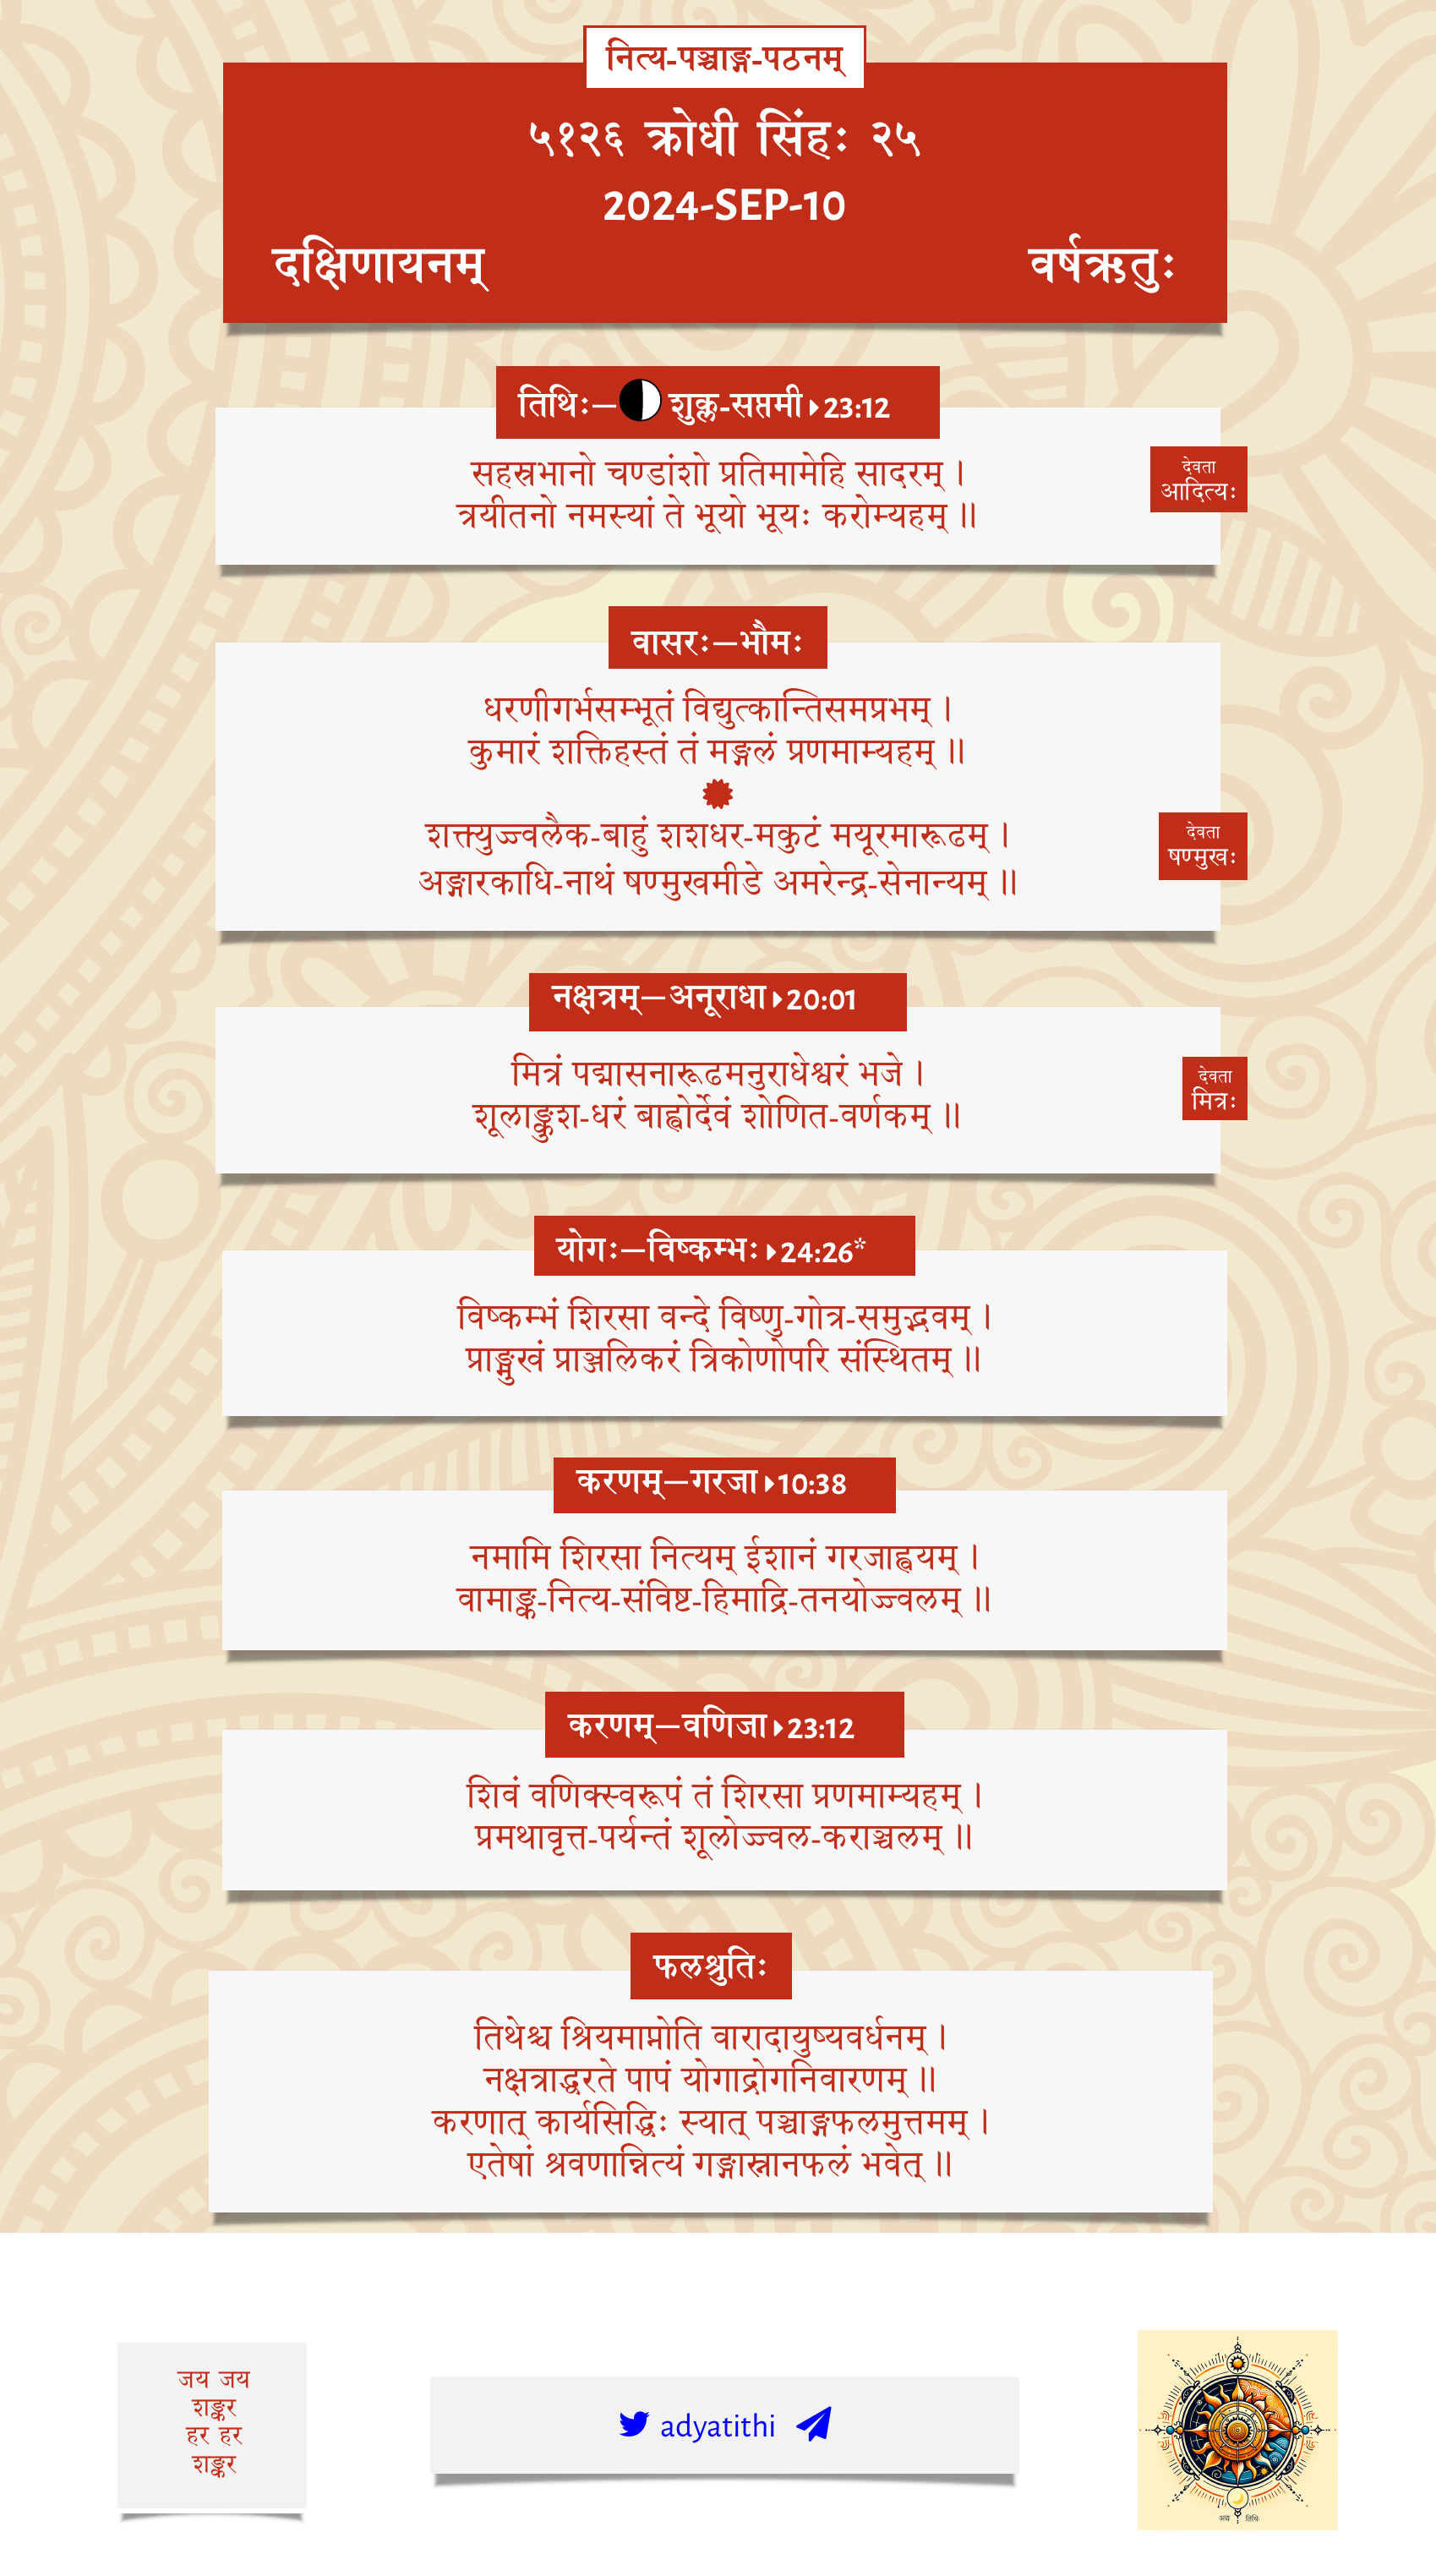 नित्य-पञ्चाङ्ग-पठनम्
५१२६ क्रोधी सिंहः २५
2024-SEP-10
दक्षिणायनम् वर्षऋतुः
तिथिः—शुक्ल-सप्तमी 23:12
सहस्रभानो चण्डांशो प्रतिमामेहि सादरम् ।
त्रयीतनो नमस्यां ते भूयो भूयः करोम्यहम् ॥
देवता
आदित्यः
वासरः—भौमः
धरणीगर्भसम्भूतं विद्युत्कान्तिसमप्रभम् ।
कुमारं शक्तिहस्तं तं मङ्गलं प्रणमाम्यहम् ॥
शक्त्युज्ज्वलैक-बाहुं शशधर-मकुटं मयूरमारूढम् ।
अङ्गारकाधि-नाथं षण्मुखमीडे अमरेन्द्र-सेनान्यम् ॥
देवता
षण्मुखः
नक्षत्रम्—अनूराधा 20:01
मित्रं पद्मासनारूढमनुराधेश्वरं भजे ।
शूलाङ्कुश-धरं बाह्वोर्देवं शोणित-वर्णकम् ॥
देवता
मित्रः
योगः—विष्कम्भः 24:26*
विष्कम्भं शिरसा वन्दे विष्णु-गोत्र-समुद्भवम् ।
प्राङ्मुखं प्राञ्जलिकरं त्रिकोणोपरि संस्थितम् ॥
करणम्—गरजा 10:38
नमामि शिरसा नित्यम् ईशानं गरजाह्वयम् ।
वामाङ्क-नित्य-संविष्ट-हिमाद्रि-तनयोज्ज्वलम् ॥
करणम्—वणिजा 23:12
शिवं वणिक्स्वरूपं तं शिरसा प्रणमाम्यहम् ।
प्रमथावृत्त-पर्यन्तं शूलोज्ज्वल-कराञ्चलम् ॥
फलश्रुतिः
तिथेश्च श्रियमाप्नोति वारादायुष्यवर्धनम् ।
नक्षत्राद्धरते पापं योगाद्रोगनिवारणम् ॥
करणात् कार्यसिद्धिः स्यात् पञ्चाङ्गफलमुत्तमम् ।
एतेषां श्रवणान्नित्यं गङ्गास्नानफलं भवेत् ॥
जय जय
शङ्कर
हर हर
शङ्कर
adyatithi
अद्य तिथिः